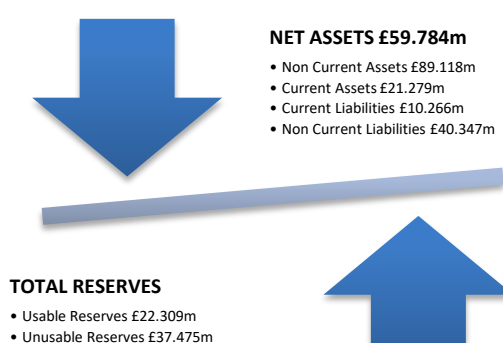 NET ASSETS £59.784m
• Non Current Assets £89.118m
• Current Assets £21.279m
• Current Liabilities £10.266m
• Non Current Liabilities £40.347m
TOTAL RESERVES
• Usable Reserves £22.309m
• Unusable Reserves £37.475m